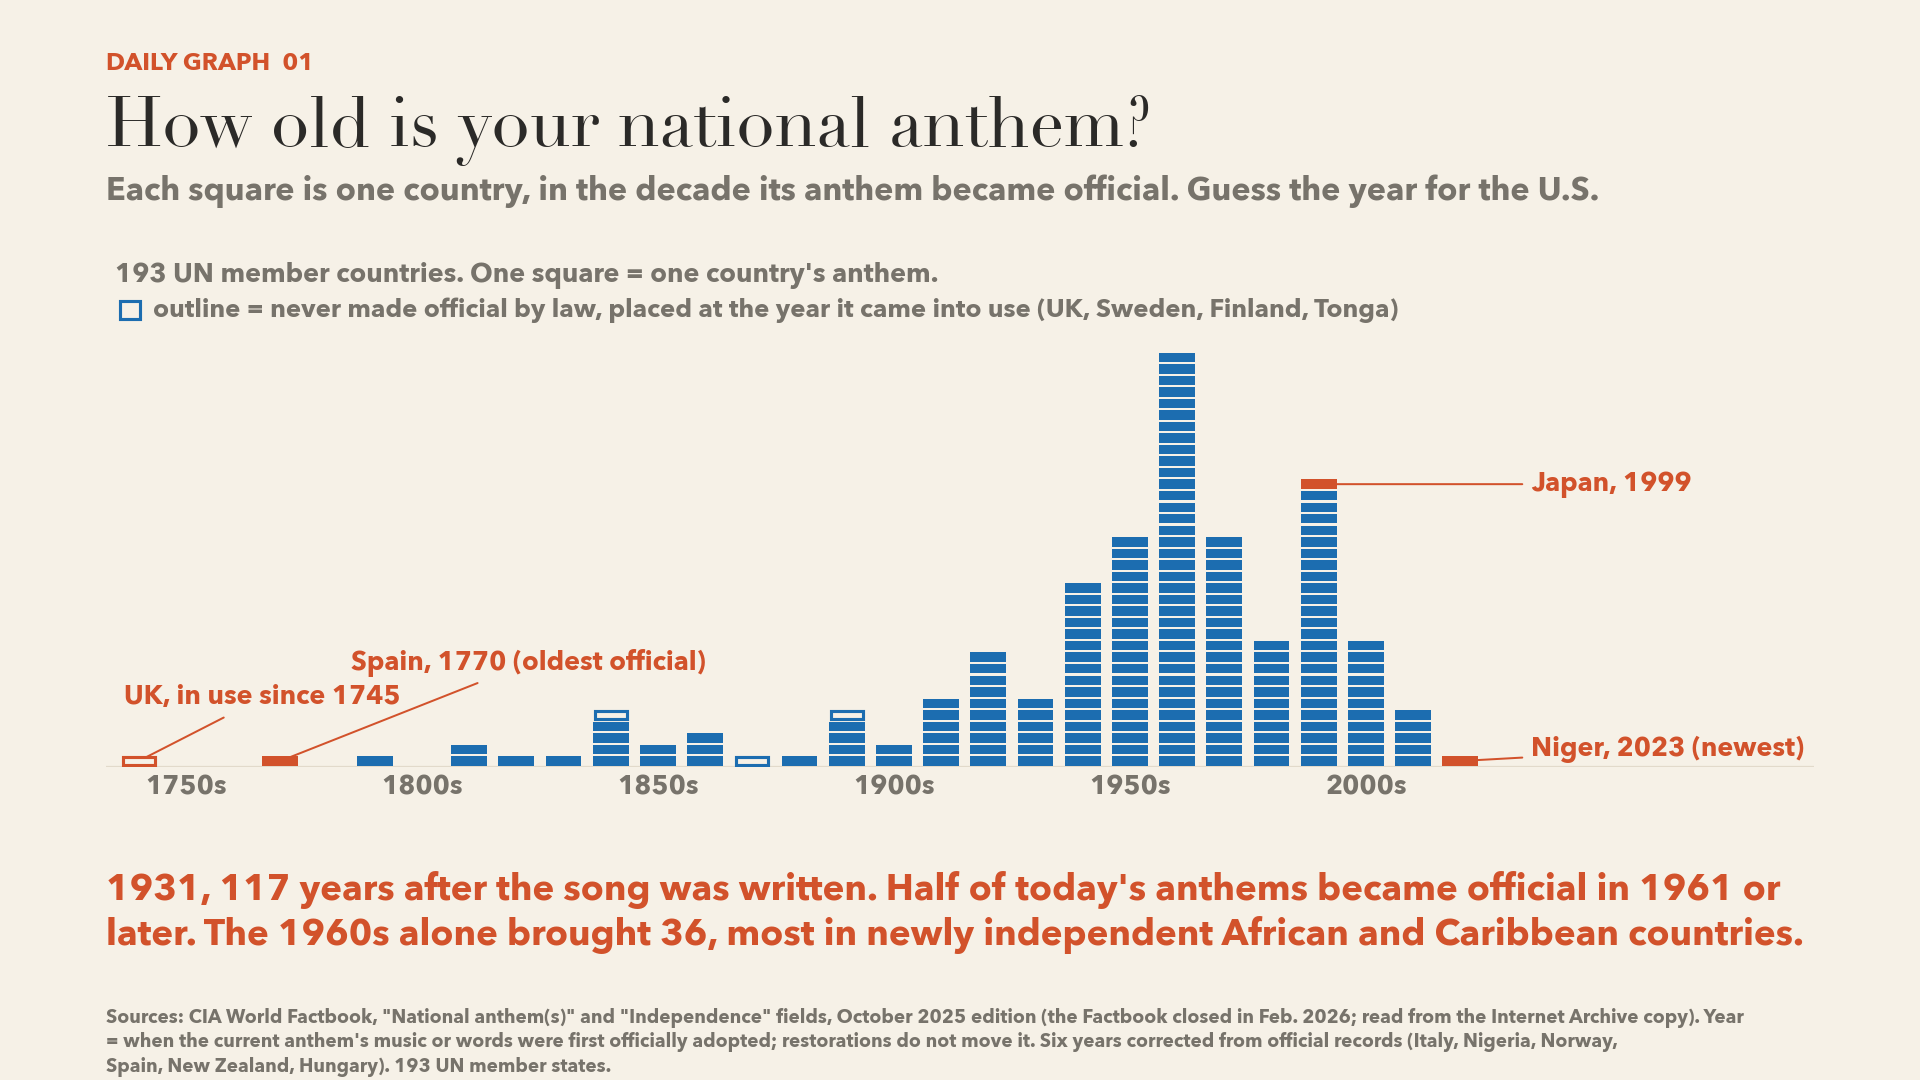 DAILY GRAPH 01
How old is your national anthem?
Each square is one country, in the decade its anthem became official. Guess the year for the U.S.
193 UN member countries. One square = one country's anthem.
outline = never made official by law, placed at the year it came into use (UK, Sweden, Finland, Tonga)
Japan, 1999
Spain, 1770 (oldest official)
UK, in use since 1745
Niger, 2023 (newest)
1750s 1800s 1850s 1900s 1950s 2000s
1931, 117 years after the song was written. Half of today's anthems became official in 1961 or
later. The 1960s alone brought 36, most in newly independent African and Caribbean countries.
Sources: CIA World Factbook, "National anthem(s)" and "Independence" fields, October 2025 edition (the Factbook closed in Feb. 2026; read from the Internet Archive copy). Year
= when the current anthem's music or words were first officially adopted; restorations do not move it. Six years corrected from official records (Italy, Nigeria, Norway,
Spain, New Zealand, Hungary). 193 UN member states.